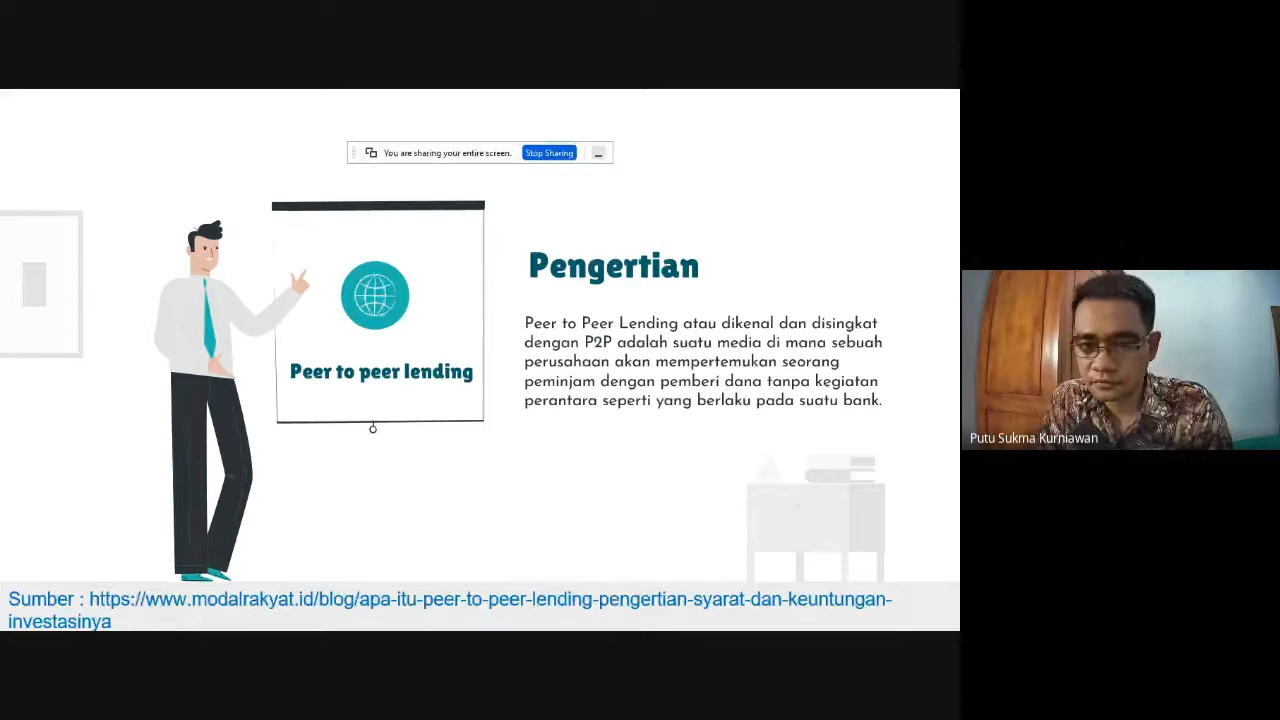 You are sharing your entire screen.
Stop Sharing
Peer to peer lending
Pengertian
Peer to Peer Lending atau dikenal dan disingkat
dengan P2P adalah suatu media di mana sebuah
perusahaan akan mempertemukan seorang
peminjam dengan pemberi dana tanpa kegiatan
perantara seperti yang berlaku pada suatu bank.
Putu Sukma Kurniawan
Sumber : https://www.modalrakyat.id/blog/apa-itu-peer-to-peer-lending-pengertian-syarat-dan-keuntungan-
investasinya